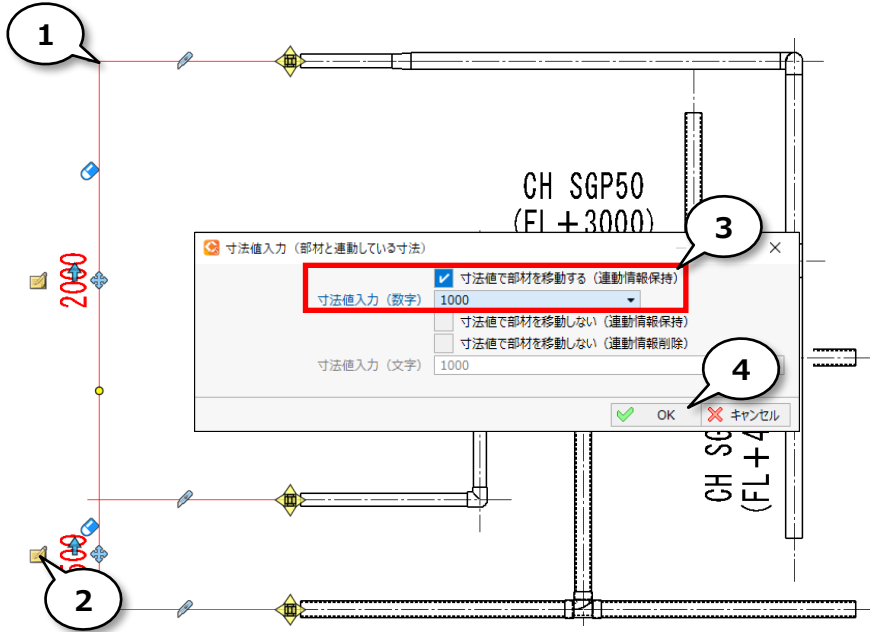 1
CH SGP50
(FL+3000)
3
寸法値入力（部材と連動している寸法）
寸法値で部材を移動する（連動情報保持）
寸法値入力（数字） 1000
寸法値で部材を移動しない（連動情報保持）
寸法値で部材を移動しない（連動情報削除）
寸法値入力（文字） 1000
4
OK キャンセル
2000
CH SG
(FL+4
2